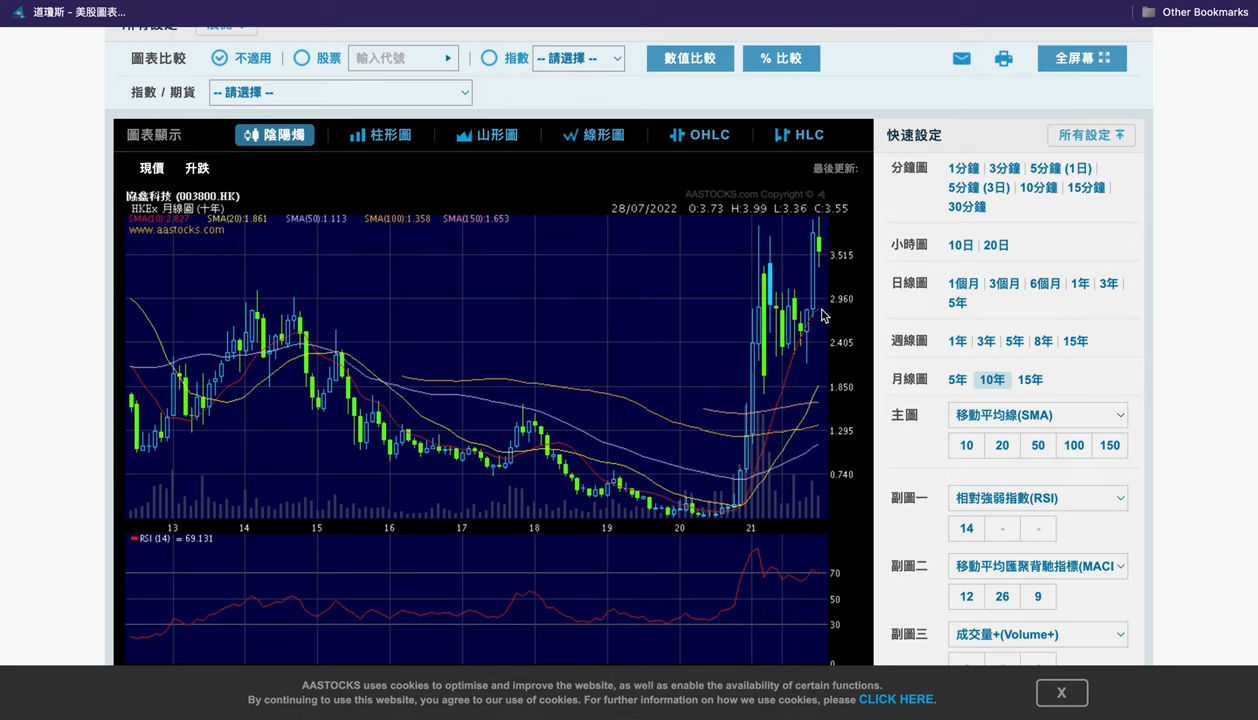 道瓊斯 - 美股圖表...
Other Bookmarks
圖表比較 不適用 股票 輸入代號 指數 -- 請選擇 -- 數值比較 % 比較 全屏幕
指數 / 期貨 -- 請選擇 --
圖表顯示 陰陽燭 柱形圖 山形圖 線形圖 OHLC HLC
現價 升跌 最後更新:
協鑫科技 (003800.HK) AASTOCKS.com Copyright ©
HKEx 月線圖 (十年) 28/07/2022 O:3.73 H:3.99 L:3.36 C:3.55
SMA(10):2.827 SMA(20):1.861 SMA(50):1.113 SMA(100):1.358 SMA(150):1.653
www.aastocks.com
3.515
2.960
2.405
1.850
1.295
0.740
13 14 15 16 17 18 19 20 21
RSI (14) = 69.131
70
50
30
0
快速設定 所有設定
分鐘圖 1分鐘 | 3分鐘 | 5分鐘 (1日) |
5分鐘 (3日) | 10分鐘 | 15分鐘 |
30分鐘
小時圖 10日 | 20日
日線圖 1個月 | 3個月 | 6個月 | 1年 | 3年 |
5年
週線圖 1年 | 3年 | 5年 | 8年 | 15年
月線圖 5年 10年 15年
主圖 移動平均線(SMA)
10 20 50 100 150
副圖一 相對強弱指數(RSI)
14 - -
副圖二 移動平均匯聚背馳指標(MACI
12 26 9
副圖三 成交量+(Volume+)
AASTOCKS uses cookies to optimise and improve the website, as well as enable the availability of certain functions.
By continuing to use this website, you agree to our use of cookies. For further information on how we use cookies, please CLICK HERE.
X